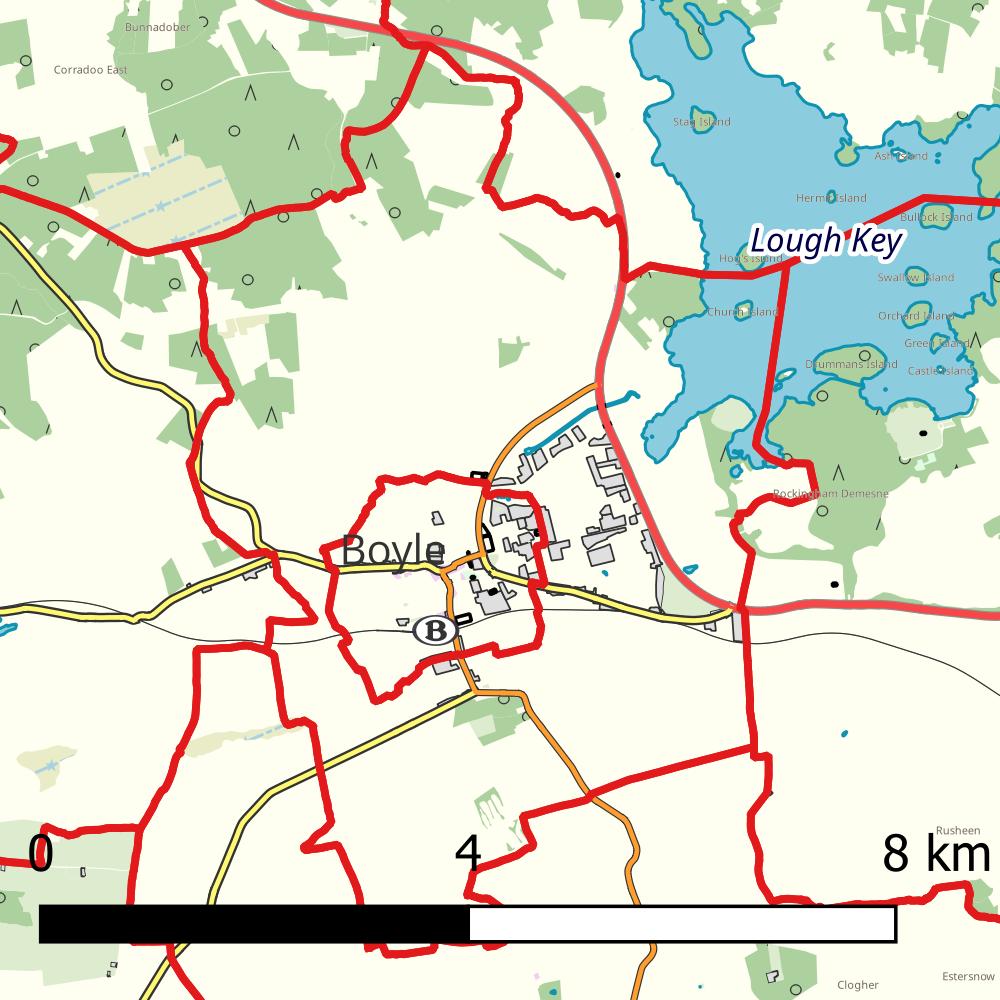 Bunnadober
Corradoo East
Stag Island
Ash Island
Hermit Island
Bullock Island
Lough Key
Hog's Island
Swallow Island
Church Island
Orchard Island
Green Island
Drummans Island
Castle Island
Rockingham Demesne
Boyle
B
Rusheen
0 4 8 km
Estersnow
Clogher